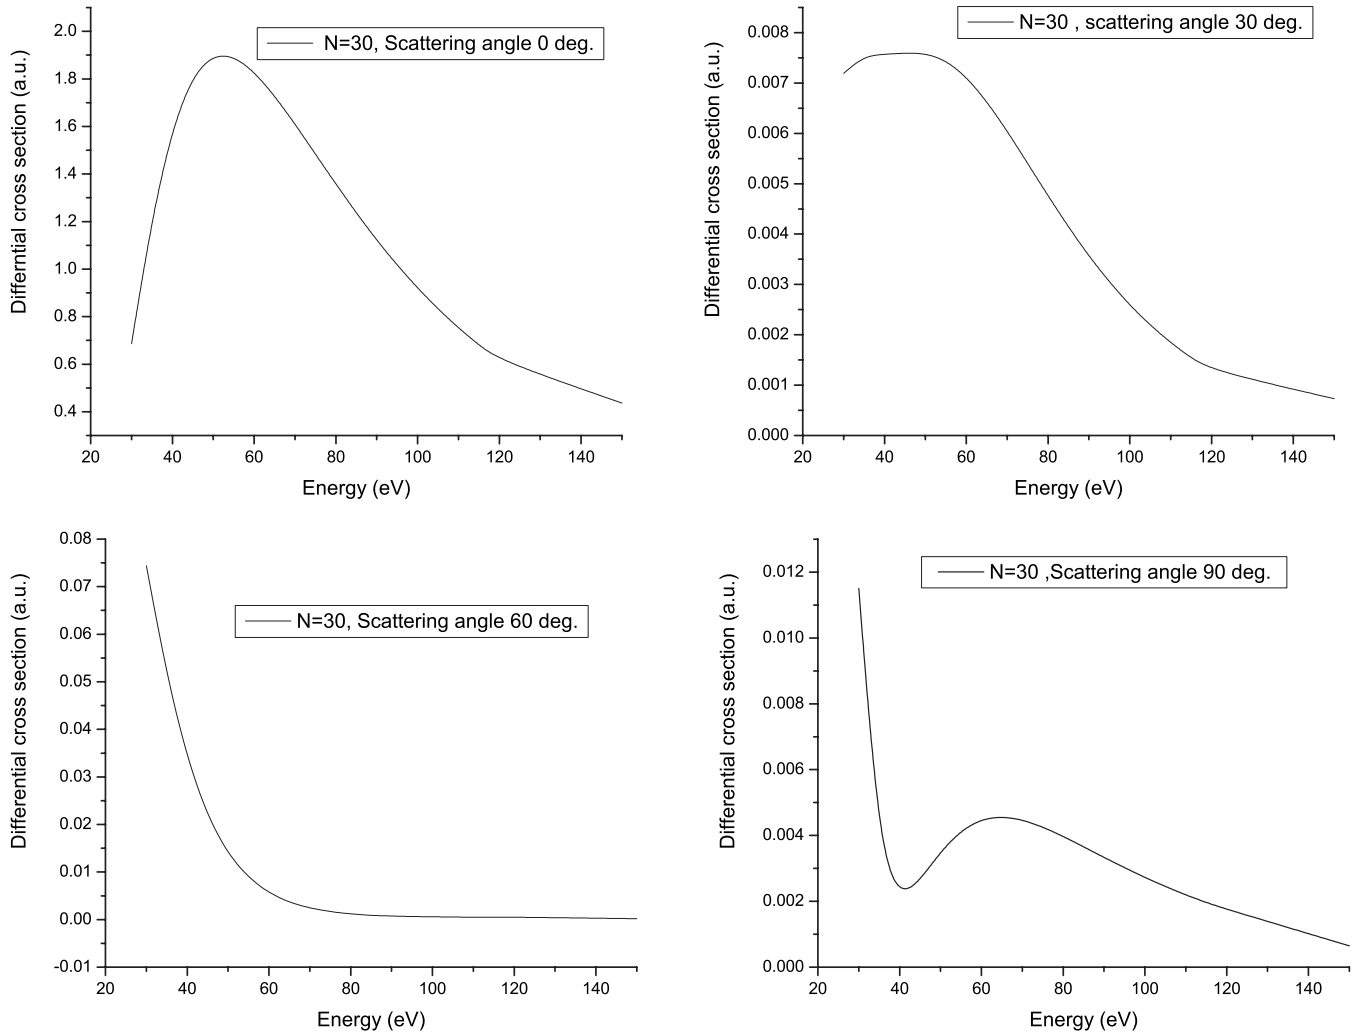 N=30, Scattering angle 0 deg.
Differntial cross section (a.u.)
2.0
1.8
1.6
1.4
1.2
1.0
0.8
0.6
0.4
20 40 60 80 100 120 140
Energy (eV)
N=30 , scattering angle 30 deg.
Differential cross section (a.u.)
0.008
0.007
0.006
0.005
0.004
0.003
0.002
0.001
0.000
20 40 60 80 100 120 140
Energy (eV)
N=30, Scattering angle 60 deg.
Differential cross section (a.u.)
0.08
0.07
0.06
0.05
0.04
0.03
0.02
0.01
0.00
-0.01
20 40 60 80 100 120 140
Energy (eV)
N=30 ,Scattering angle 90 deg.
Differential cross section (a.u.)
0.012
0.010
0.008
0.006
0.004
0.002
0.000
20 40 60 80 100 120 140
Energy (eV)